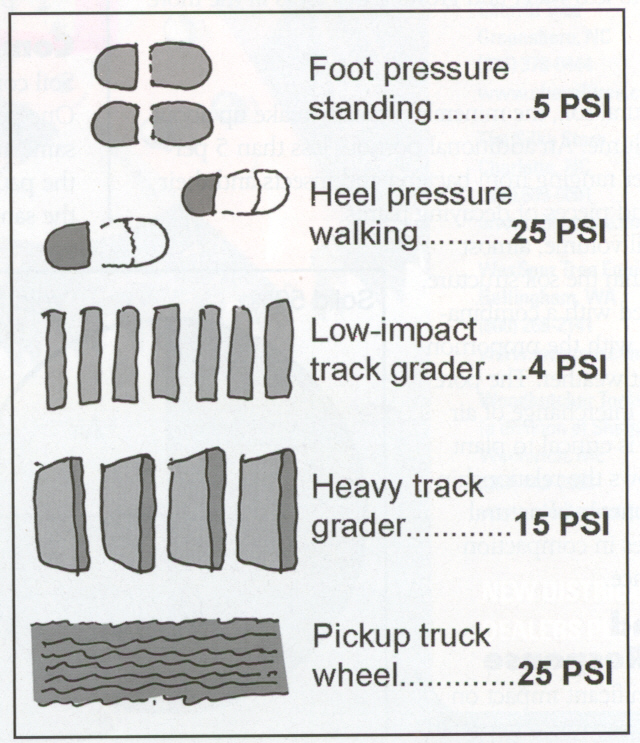 Foot pressure
standing............5 PSI
Heel pressure
walking.........25 PSI
Low-impact
track grader.....4 PSI
Heavy track
grader............15 PSI
Pickup truck
wheel.............25 PSI